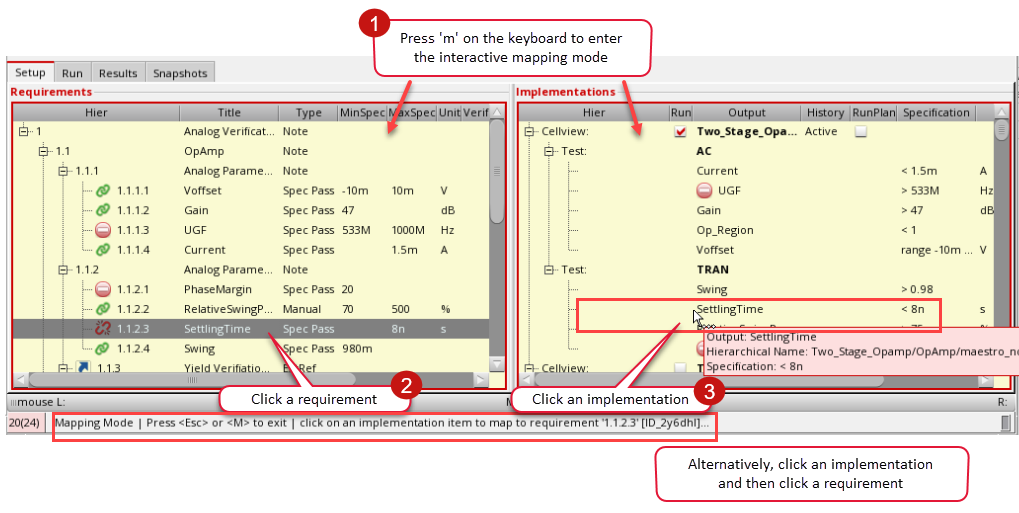 1
Press 'm' on the keyboard to enter
the interactive mapping mode
Setup Run Results Snapshots
Requirements
Hier Title Type MinSpec MaxSpec Unit Verif
1 Analog Verificat... Note
1.1 OpAmp Note
1.1.1 Analog Parame... Note
1.1.1.1 Voffset Spec Pass -10m 10m V
1.1.1.2 Gain Spec Pass 47 dB
1.1.1.3 UGF Spec Pass 533M 1000M Hz
1.1.1.4 Current Spec Pass 1.5m A
1.1.2 Analog Parame... Note
1.1.2.1 PhaseMargin Spec Pass 20
1.1.2.2 RelativeSwingP... Manual 70 500 %
1.1.2.3 SettlingTime Spec Pass 8n s
1.1.2.4 Swing Spec Pass 980m
1.1.3 Yield Verifiatio...
Click a requirement
2
Implementations
Hier Run Output History RunPlan Specification
Cellview: Two_Stage_Opa... Active
Test: AC
Current < 1.5m A
UGF > 533M Hz
Gain > 47 dB
Op_Region < 1
Voffset range -10m ... V
Test: TRAN
Swing > 0.98
SettlingTime < 8n s
Output: SettlingTime
Hierarchical Name: Two_Stage_Opamp/OpAmp/maestro_no
Specification: < 8n
Cellview:
Click an implementation
3
mouse L: R:
20(24) Mapping Mode | Press <Esc> or <M> to exit | click on an implementation item to map to requirement '1.1.2.3' [ID_2y6dhl]...
Alternatively, click an implementation
and then click a requirement